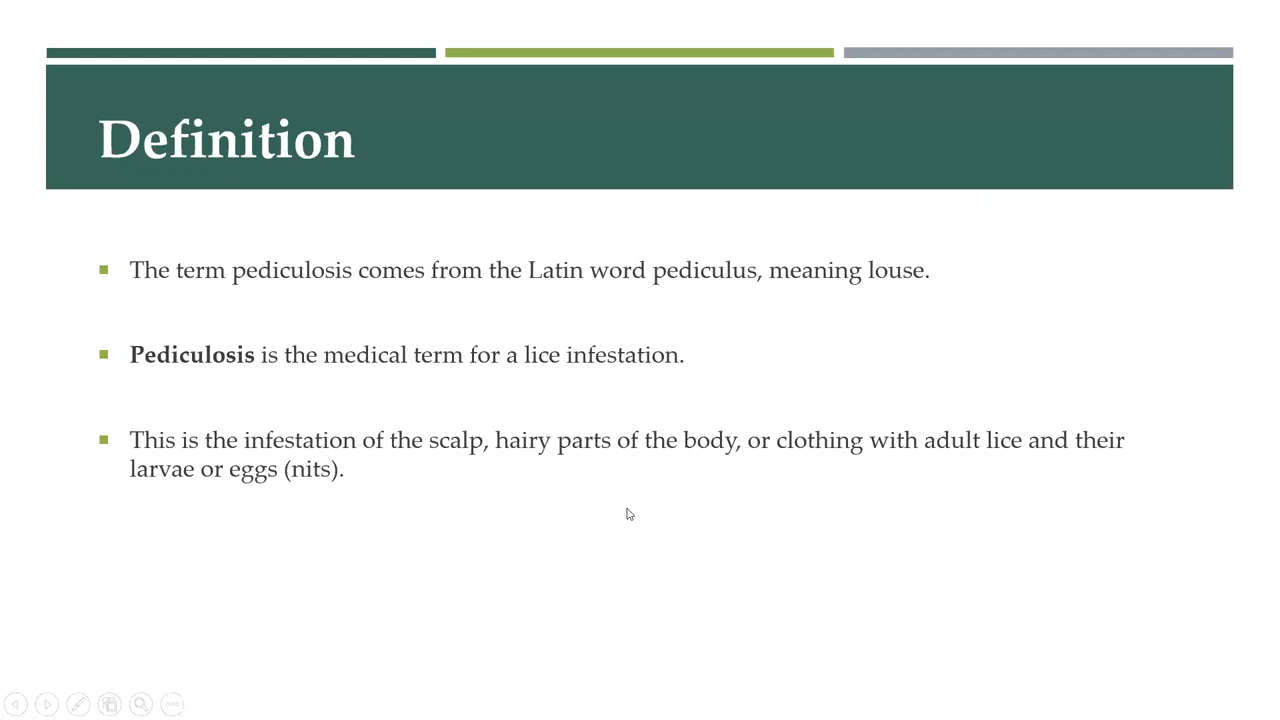 Definition
The term pediculosis comes from the Latin word pediculus, meaning louse.
Pediculosis is the medical term for a lice infestation.
This is the infestation of the scalp, hairy parts of the body, or clothing with adult lice and their
larvae or eggs (nits).